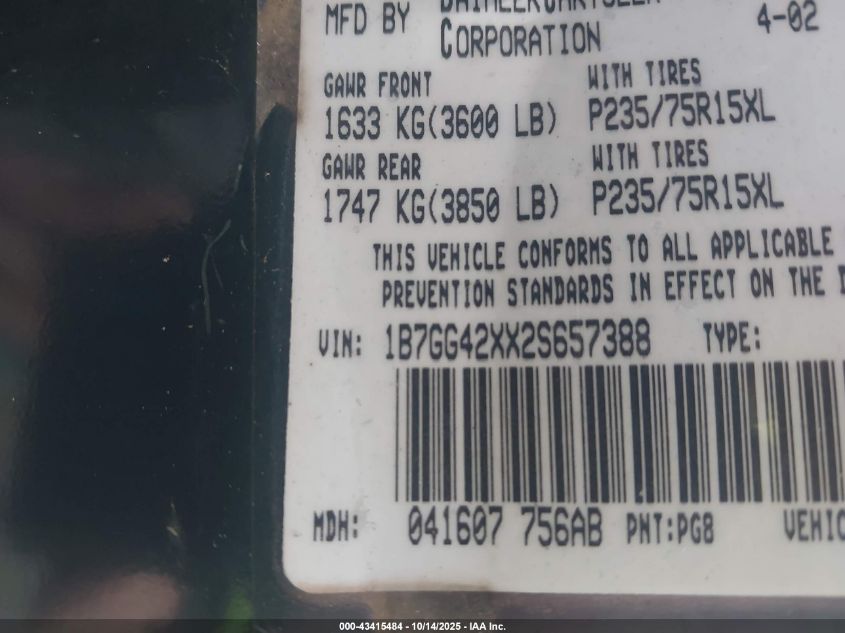 MFD BY DAIMLERCHRYSLER
CORPORATION 4-02
GAWR FRONT WITH TIRES
1633 KG(3600 LB) P235/75R15XL
GAWR REAR WITH TIRES
1747 KG(3850 LB) P235/75R15XL
THIS VEHICLE CONFORMS TO ALL APPLICABLE
PREVENTION STANDARDS IN EFFECT ON THE
VIN: 1B7GG42XX2S657388 TYPE:
MDH: 041607 756AB PNT:PG8 VEHIC
000-43415484 - 10/14/2025 - IAA Inc.